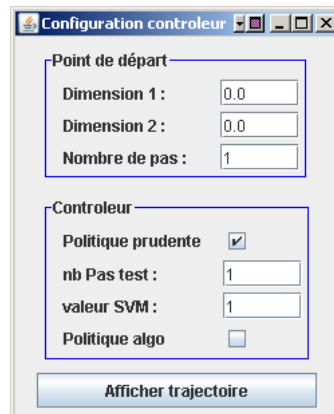 Configuration controleur
Point de départ
Dimension 1 : 0.0
Dimension 2 : 0.0
Nombre de pas : 1
Controleur
Politique prudente
nb Pas test : 1
valeur SVM : 1
Politique algo
Afficher trajectoire